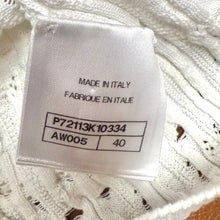 MADE IN ITALY
FABRIQUE EN ITALIE
P72113K10334
AW005 40